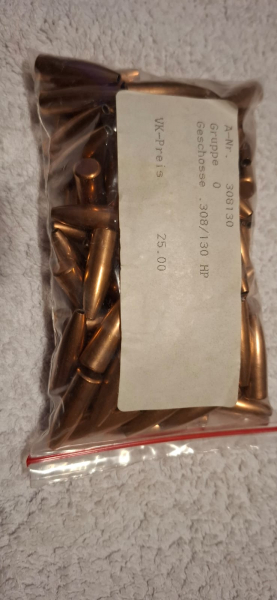 A-Nr. 308130
Gruppe 0
Geschosse .308/130 HP
VK-Preis 25.00